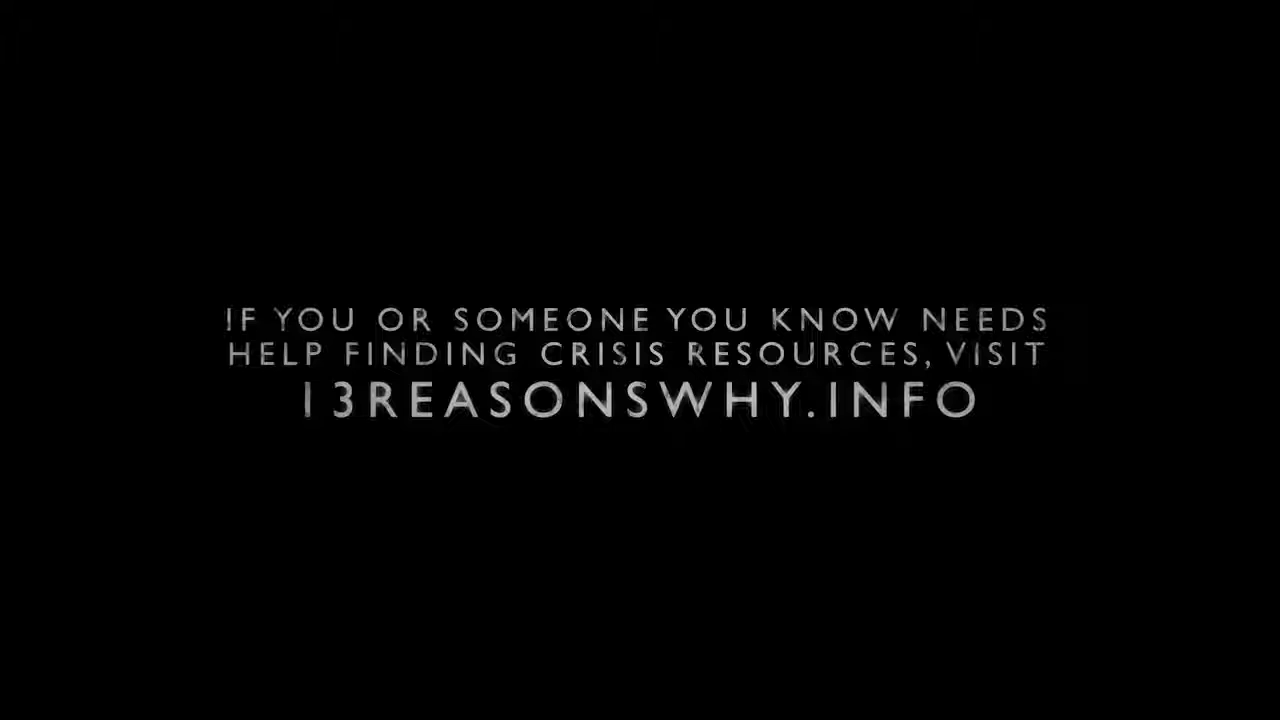 IF YOU OR SOMEONE YOU KNOW NEEDS
HELP FINDING CRISIS RESOURCES, VISIT
13REASONSWHY.INFO